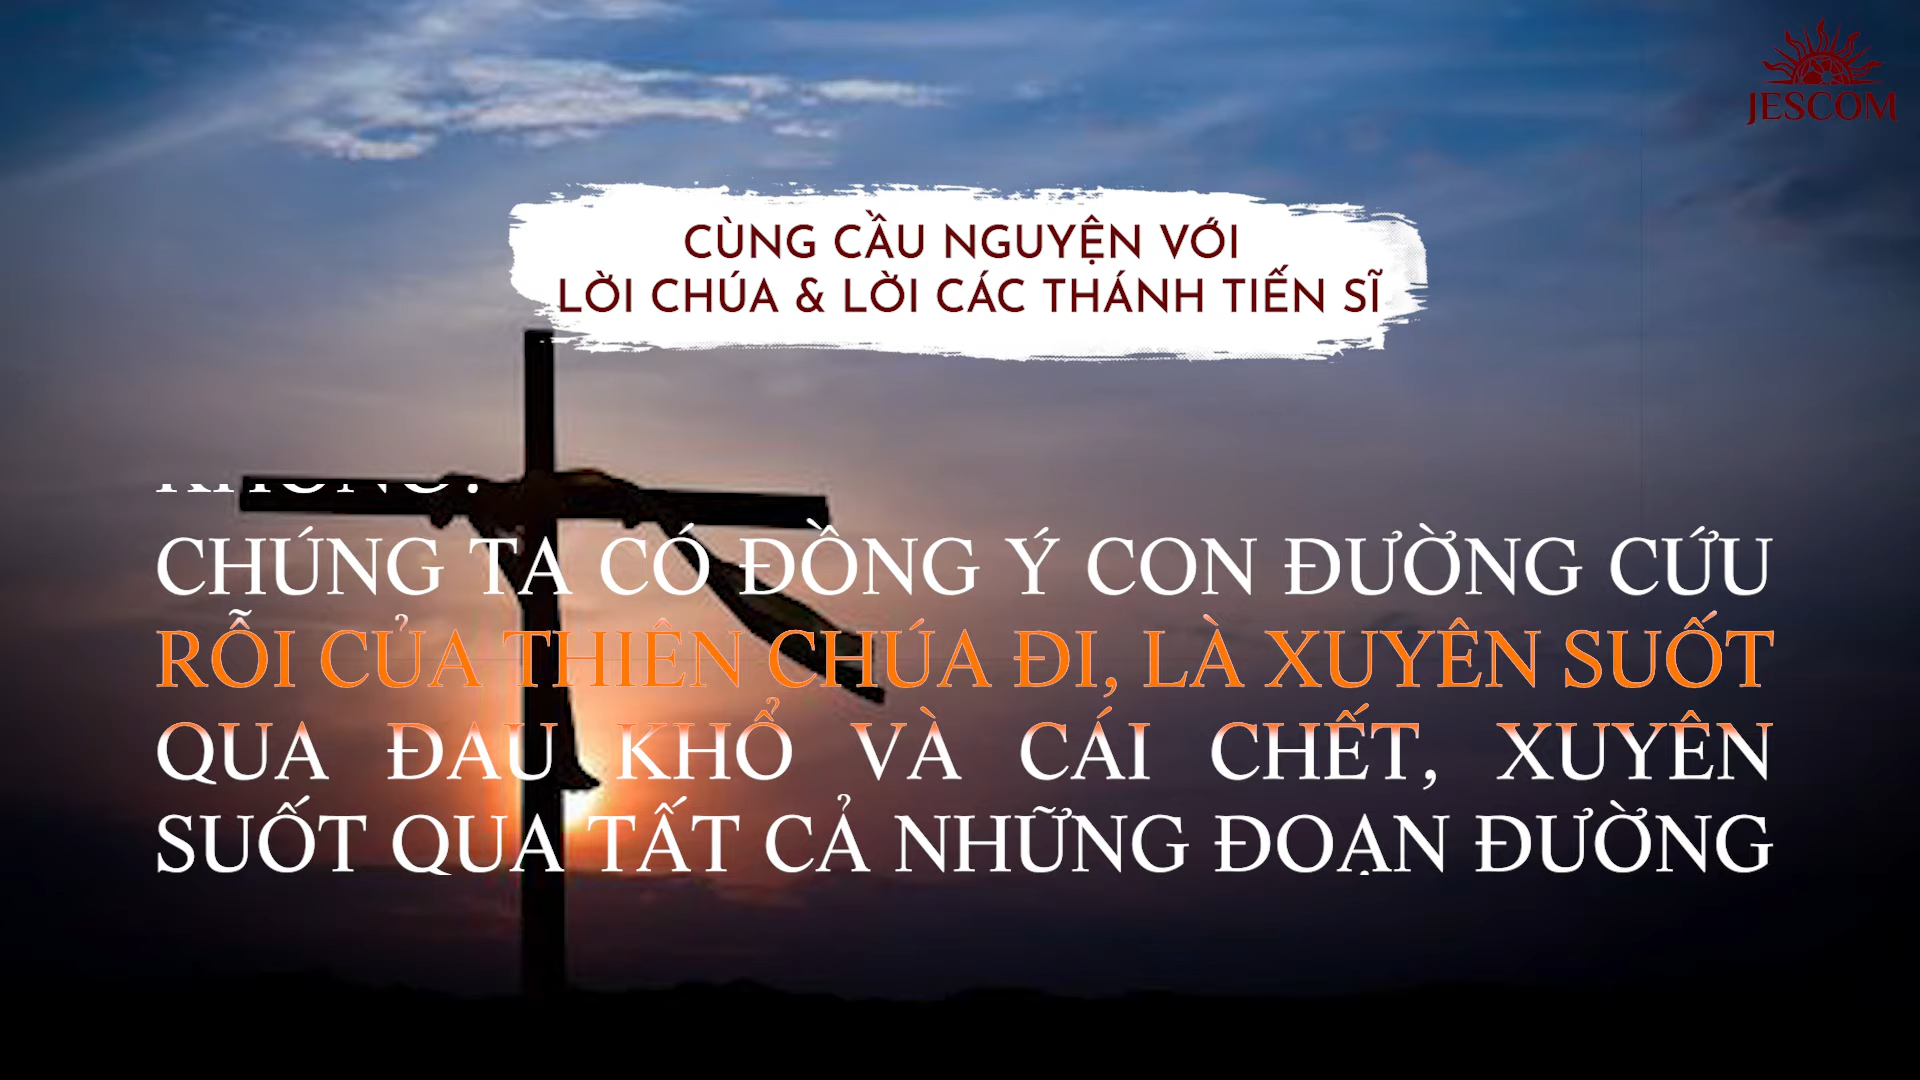 JESCOM
CÙNG CẦU NGUYỆN VỚI
LỜI CHÚA & LỜI CÁC THÁNH TIẾN SĨ
CHÚNG TA CÓ ĐỒNG Ý CON ĐƯỜNG CỨU
RỖI CỦA THIÊN CHÚA ĐI, LÀ XUYÊN SUỐT
QUA ĐAU KHỔ VÀ CÁI CHẾT, XUYÊN
SUỐT QUA TẤT CẢ NHỮNG ĐOẠN ĐƯỜNG